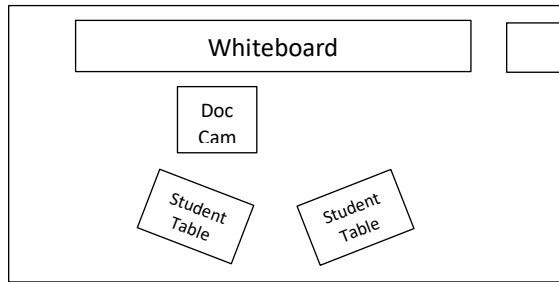 Whiteboard
Doc
Cam
Student
Table
Student
Table